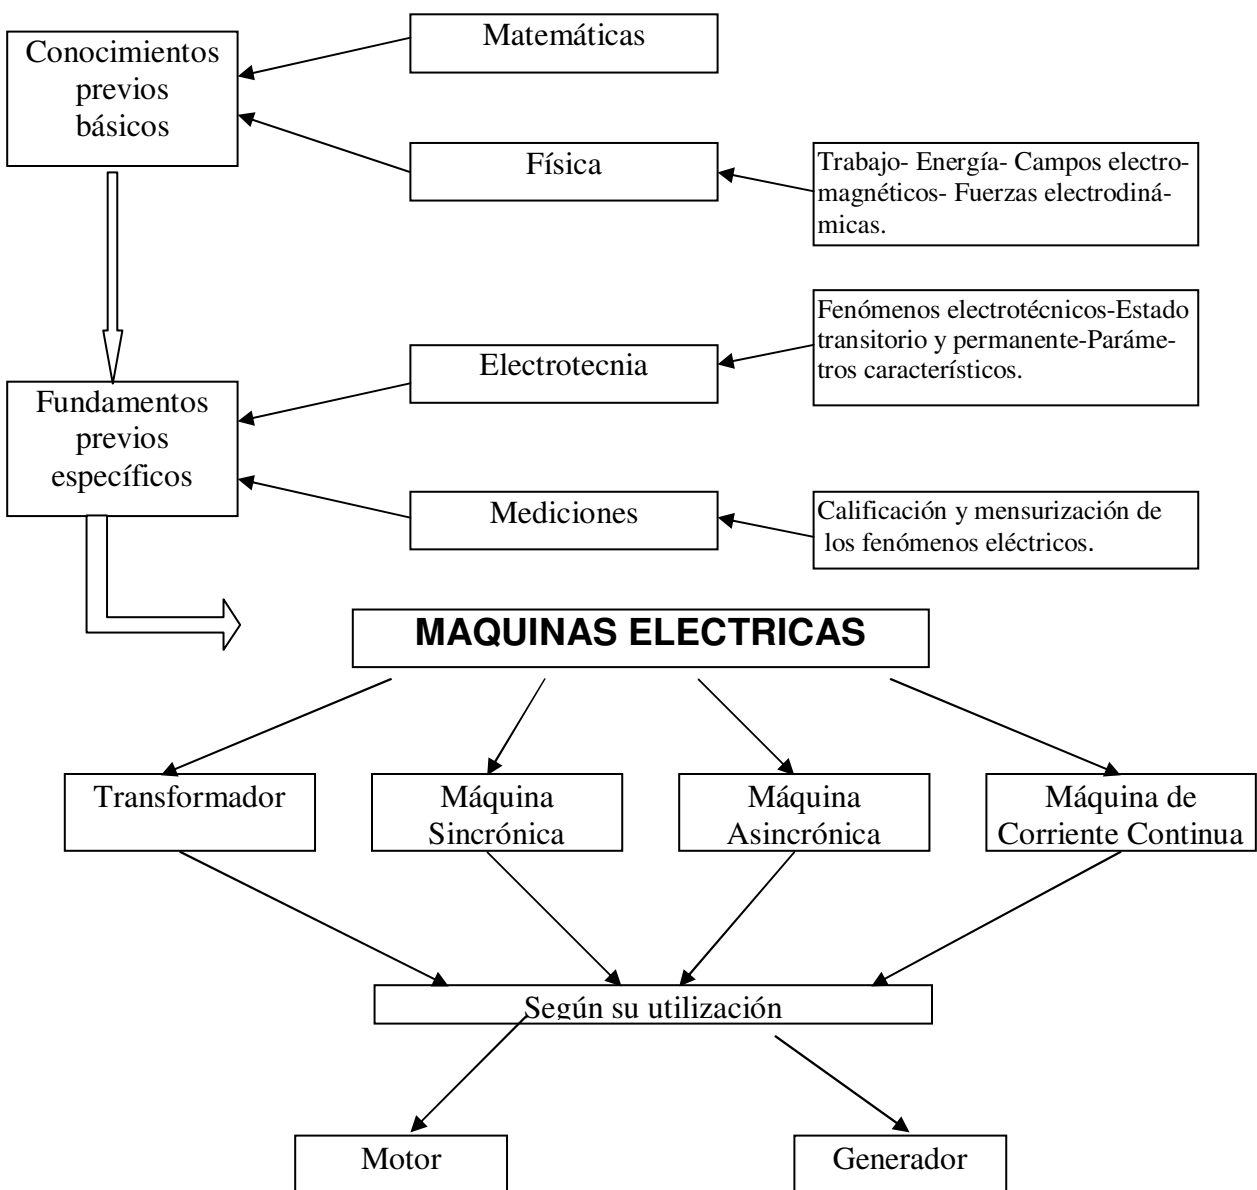 Matemáticas
Conocimientos
previos
básicos
Física
Trabajo- Energía- Campos electro-
magnéticos- Fuerzas electrodiná-
micas.
Fenómenos electrotécnicos-Estado
transitorio y permanente-Paráme-
tros característicos.
Electrotecnia
Fundamentos
previos
específicos
Mediciones
Calificación y mensurización de
los fenómenos eléctricos.
MAQUINAS ELECTRICAS
Transformador
Máquina
Sincrónica
Máquina
Asincrónica
Máquina de
Corriente Continua
Según su utilización
Motor
Generador